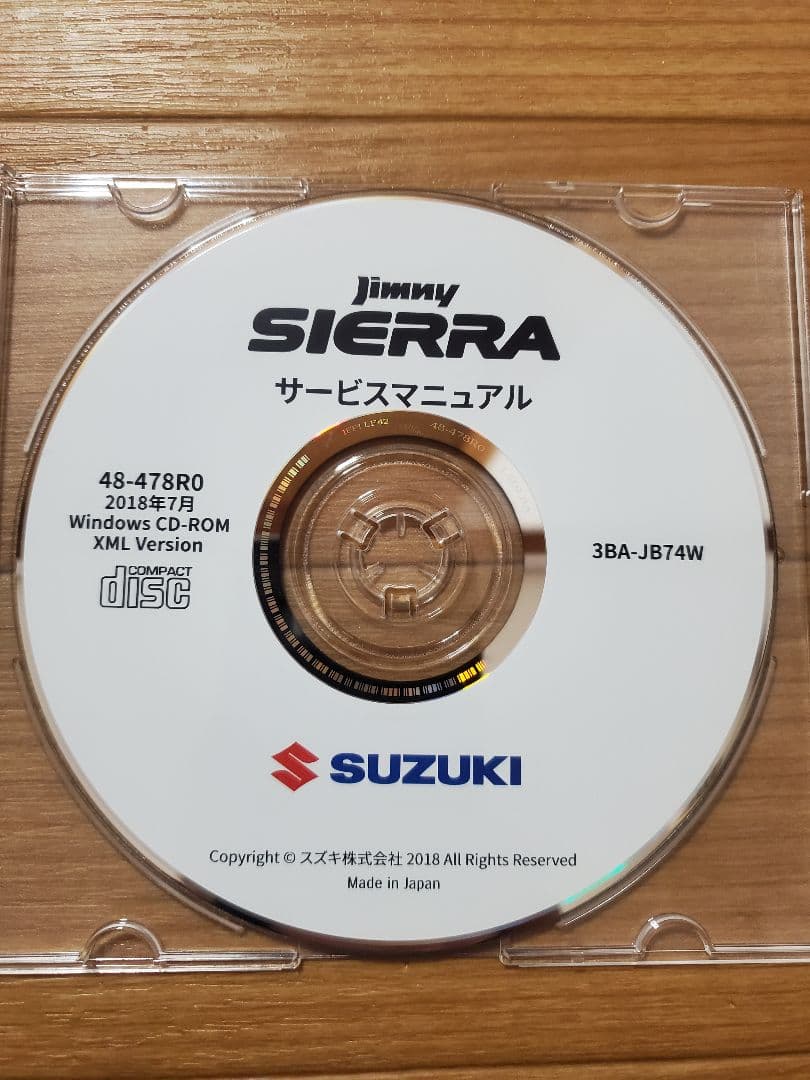 Jimny
SIERRA
サービスマニュアル
48-478R0
2018年7月
Windows CD-ROM
XML Version
COMPACT
disc
3BA-JB74W
48-478R0
SUZUKI
Copyright © スズキ株式会社 2018 All Rights Reserved
Made in Japan